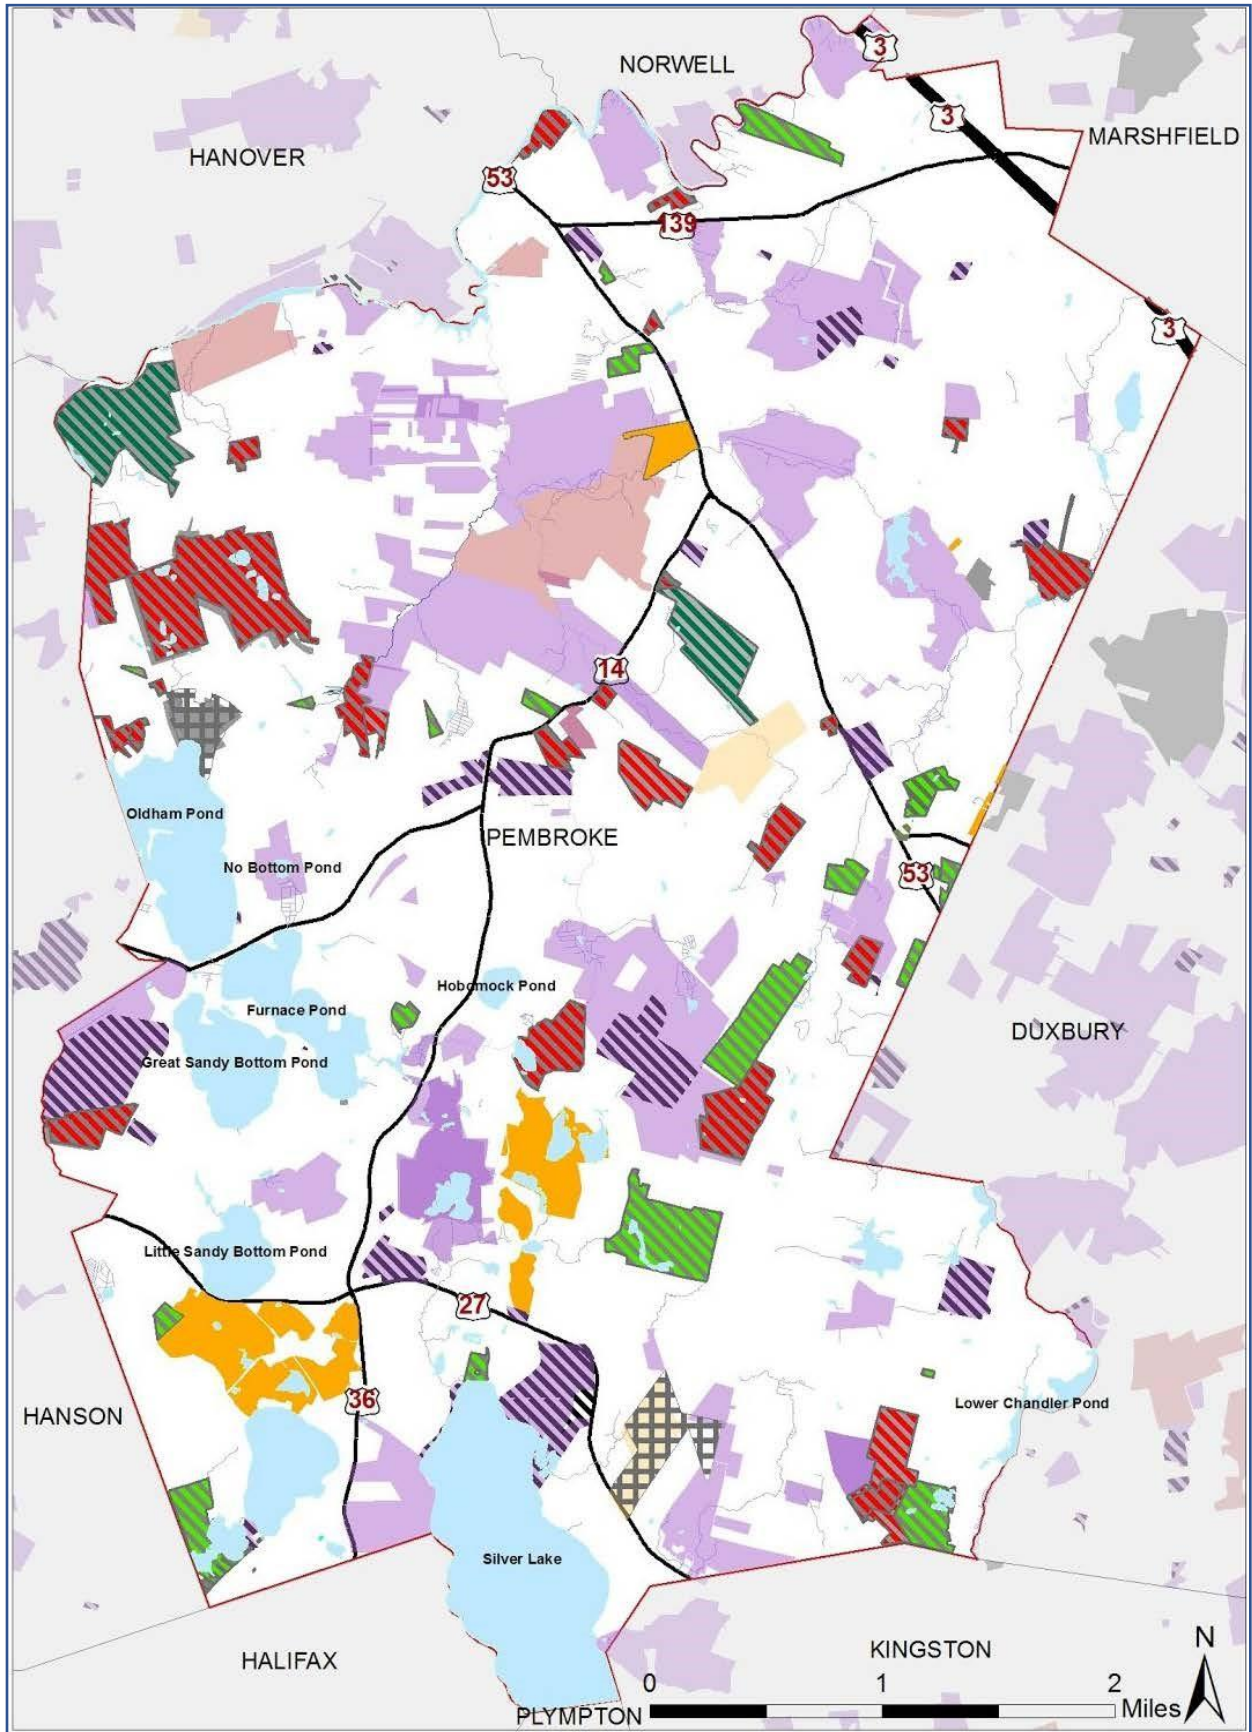 3
NORWELL
3
MARSHFIELD
HANOVER
53
139
3
14
Oldham Pond
PEMBROKE
No Bottom Pond
53
Hobomock Pond
Furnace Pond
DUXBURY
Great Sandy Bottom Pond
Little Sandy Bottom Pond
27
36
Lower Chandler Pond
HANSON
Silver Lake
N
KINGSTON
HALIFAX
0 1 2
Miles
PLYMPTON